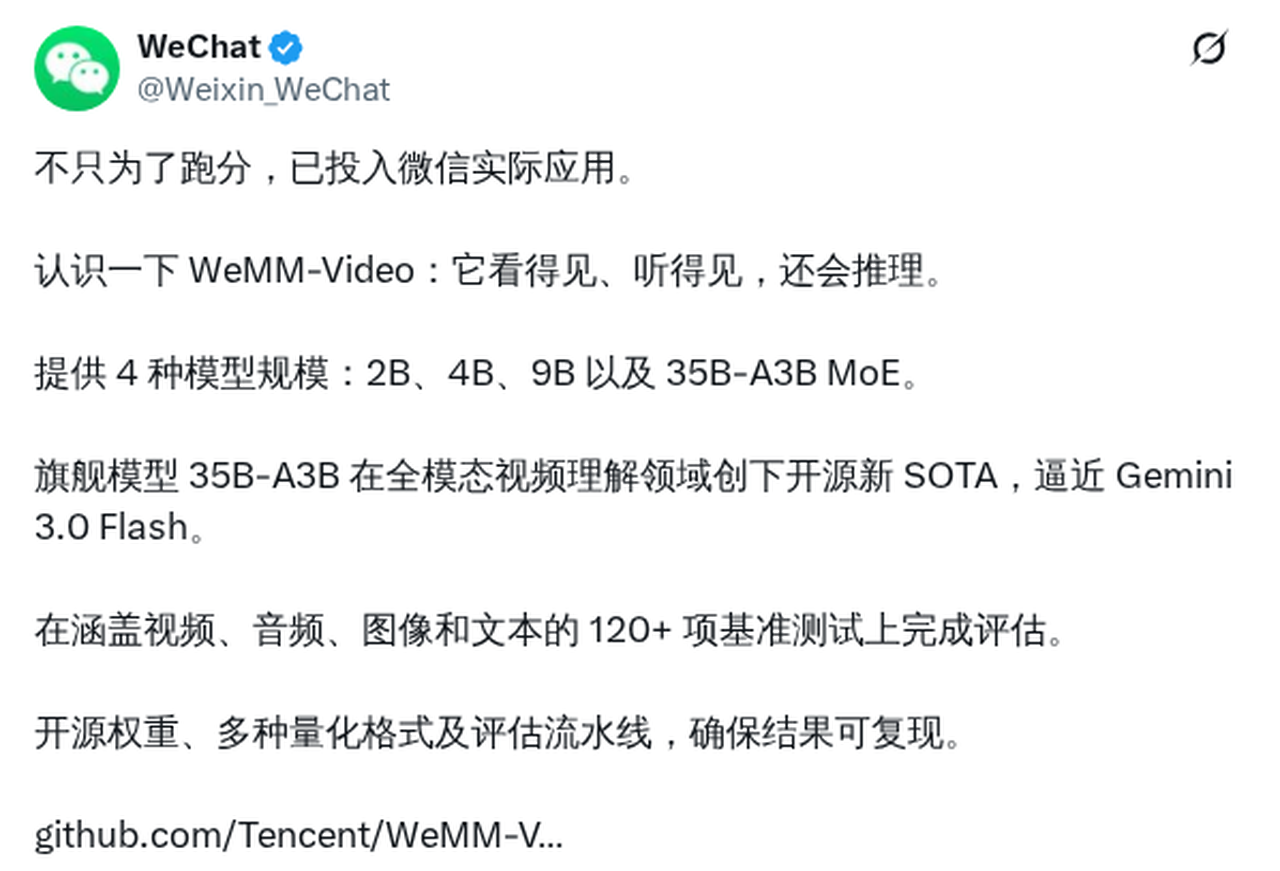 WeChat
@Weixin_WeChat
不只为了跑分，已投入微信实际应用。
认识一下 WeMM-Video：它看得见、听得见，还会推理。
提供 4 种模型规模：2B、4B、9B 以及 35B-A3B MoE。
旗舰模型 35B-A3B 在全模态视频理解领域创下开源新 SOTA，逼近 Gemini
3.0 Flash。
在涵盖视频、音频、图像和文本的 120+ 项基准测试上完成评估。
开源权重、多种量化格式及评估流水线，确保结果可复现。
github.com/Tencent/WeMM-V...